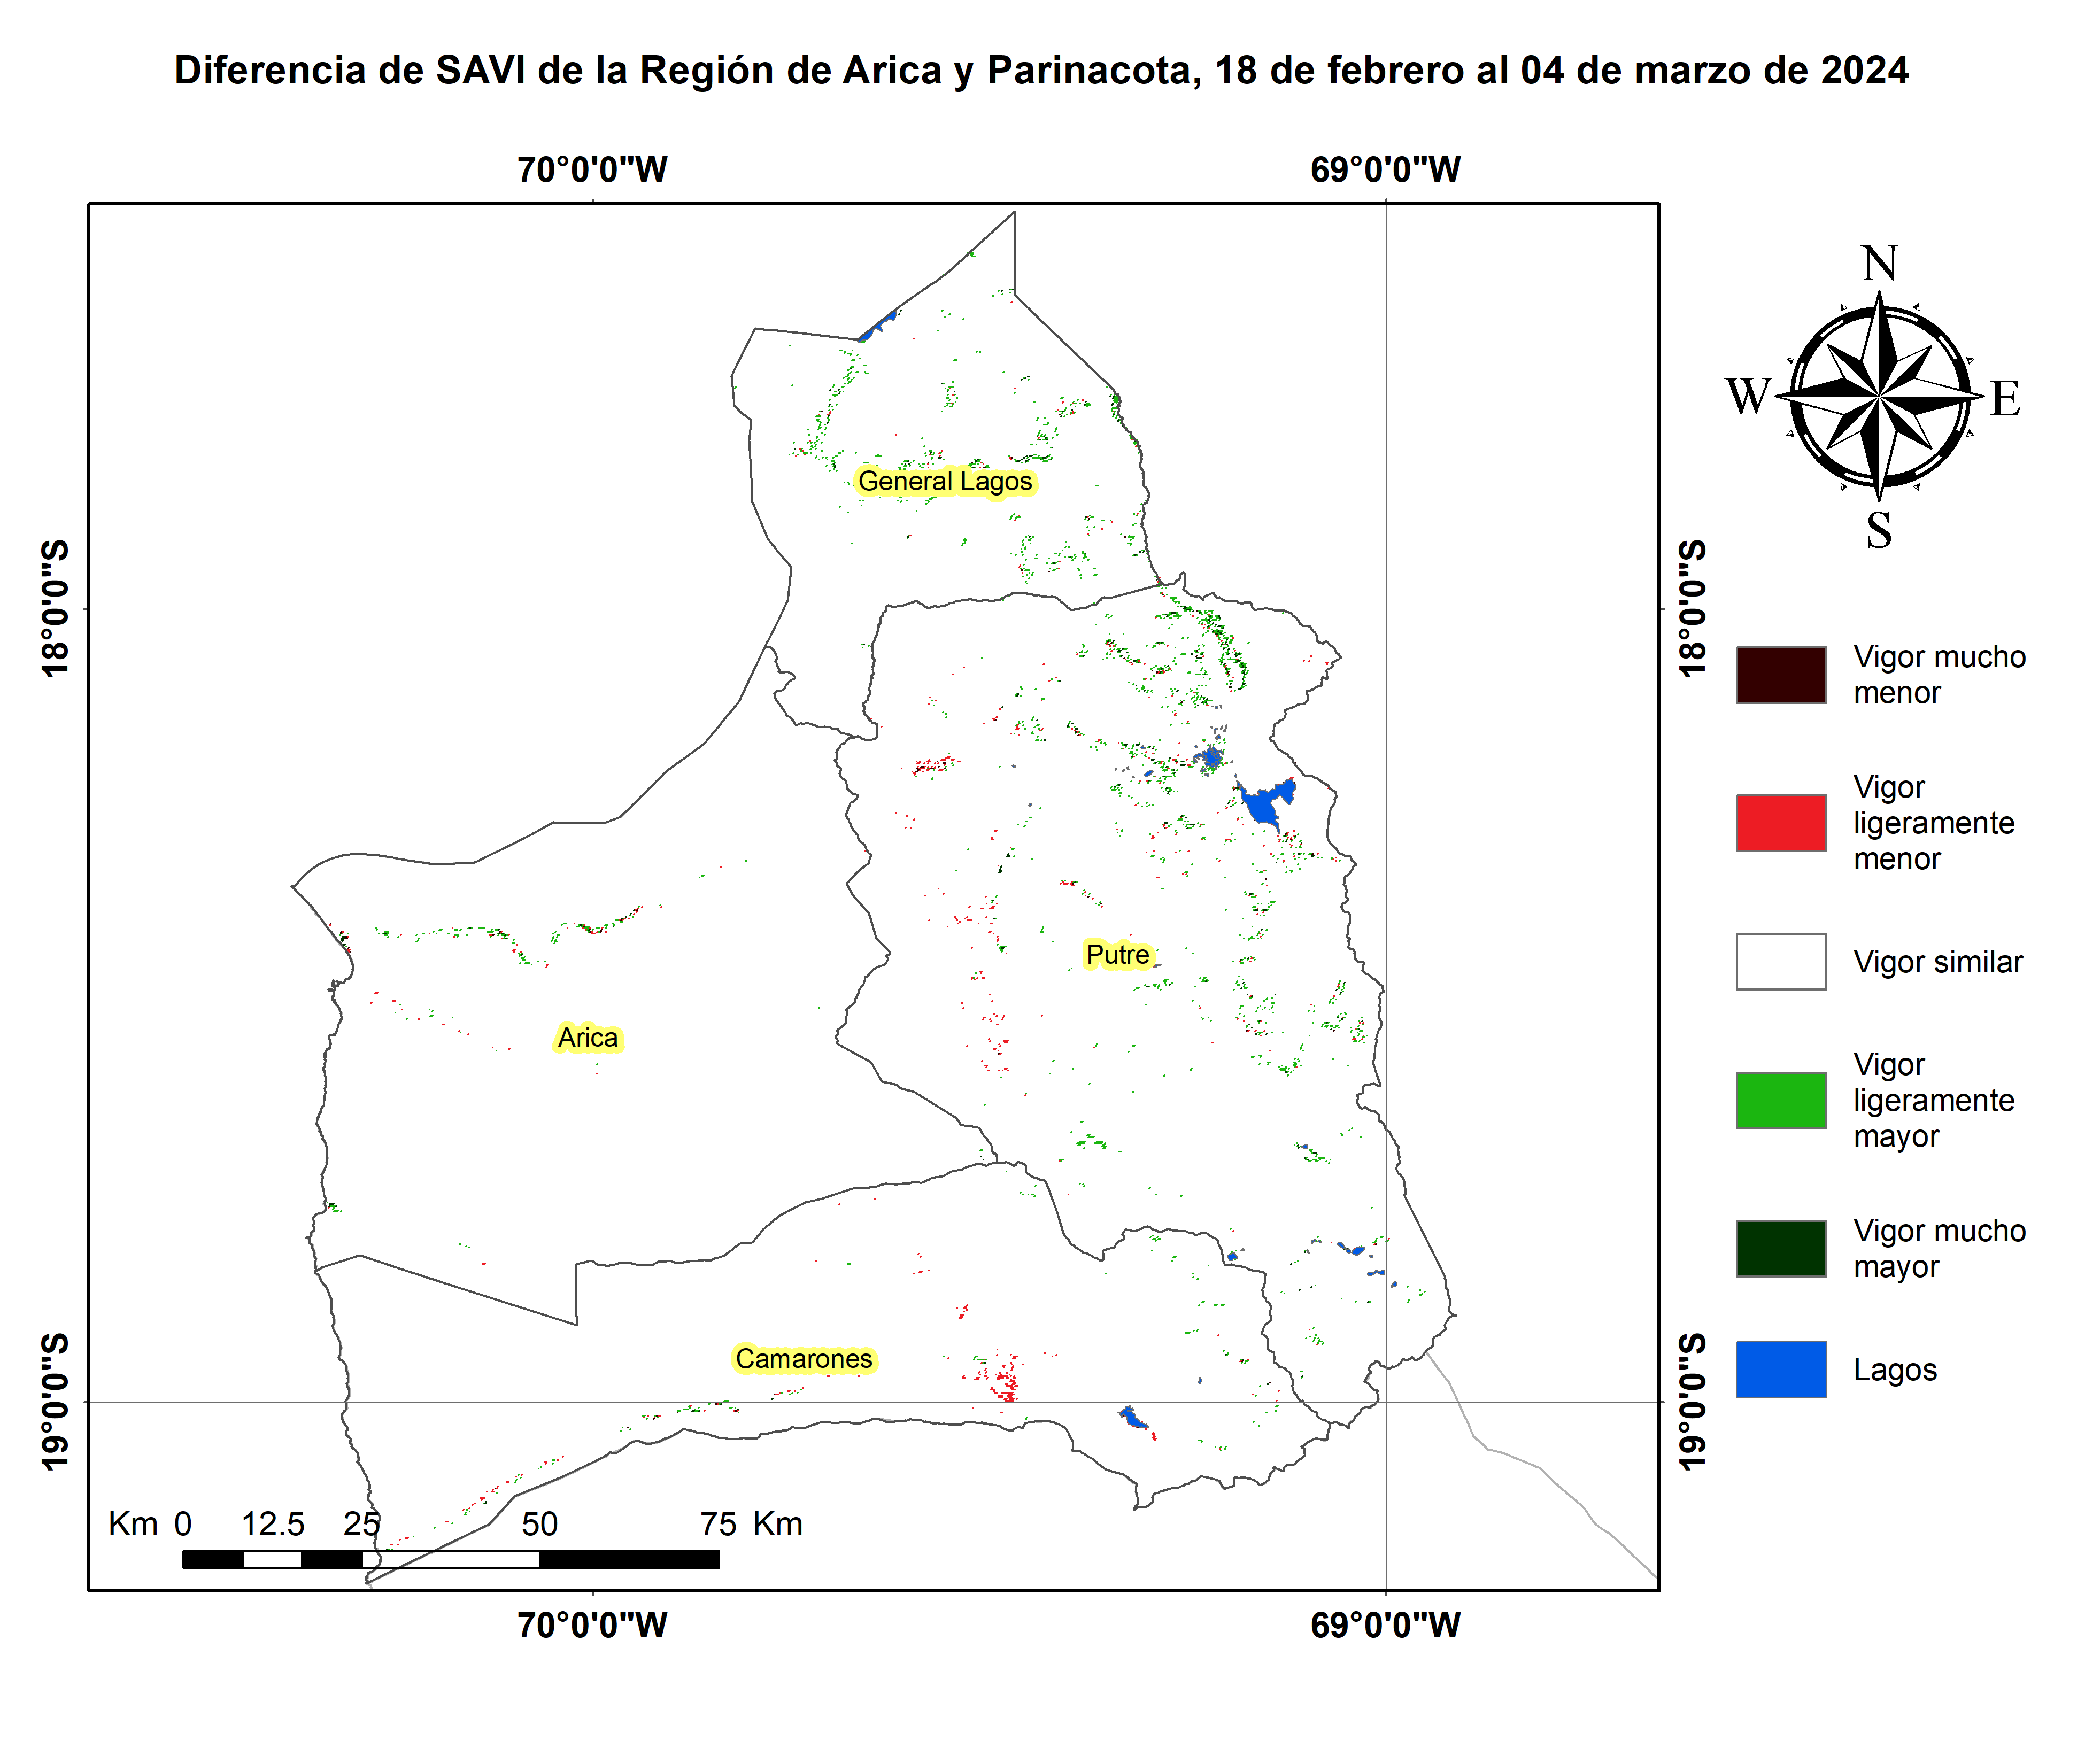 Diferencia de SAVI de la Región de Arica y Parinacota, 18 de febrero al 04 de marzo de 2024
70°0'0"W
69°0'0"W
N
W
E
S
18°0'0"S
18°0'0"S
General Lagos
Putre
Arica
Camarones
19°0'0"S
19°0'0"S
Km 0 12.5 25 50 75 Km
70°0'0"W
69°0'0"W
Vigor mucho
menor
Vigor
ligeramente
menor
Vigor similar
Vigor
ligeramente
mayor
Vigor mucho
mayor
Lagos